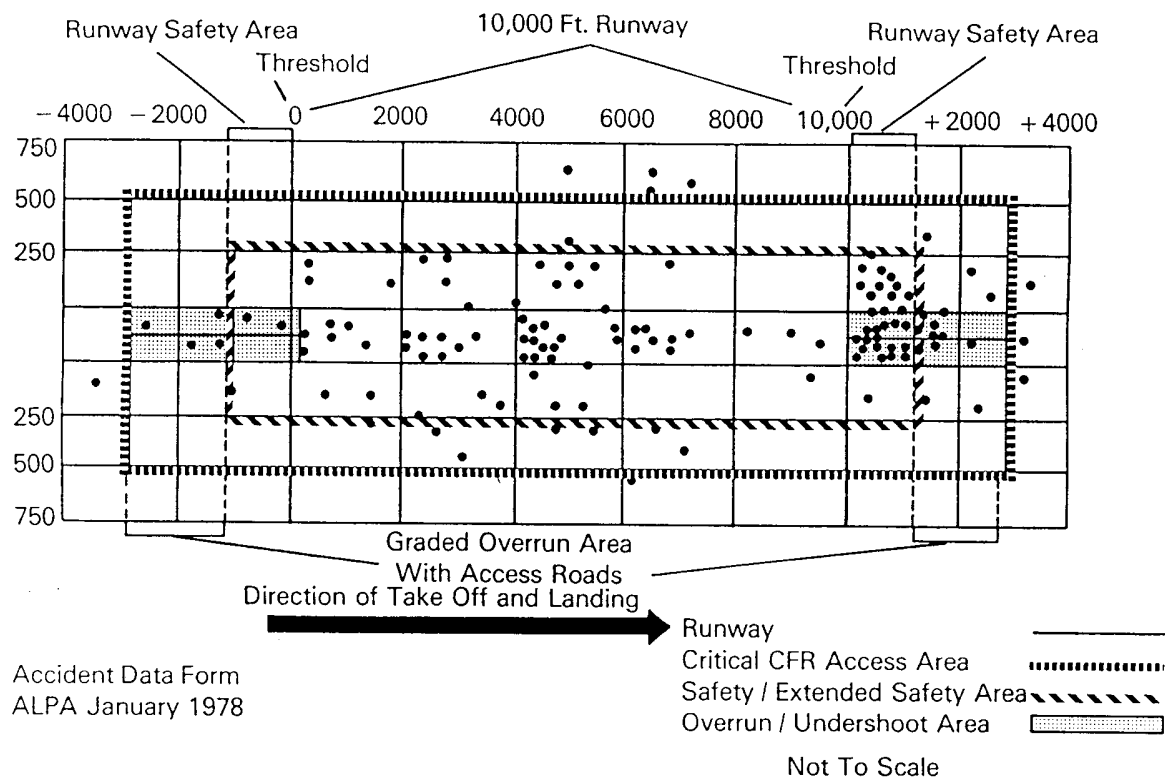 Runway Safety Area
10,000 Ft. Runway
Runway Safety Area
Threshold
Threshold
−4000 −2000 0 2000 4000 6000 8000 10,000 +2000 +4000
750
500
250
250
500
750
Graded Overrun Area
With Access Roads
Direction of Take Off and Landing
Runway
Critical CFR Access Area
Safety / Extended Safety Area
Overrun / Undershoot Area
Accident Data Form
ALPA January 1978
Not To Scale